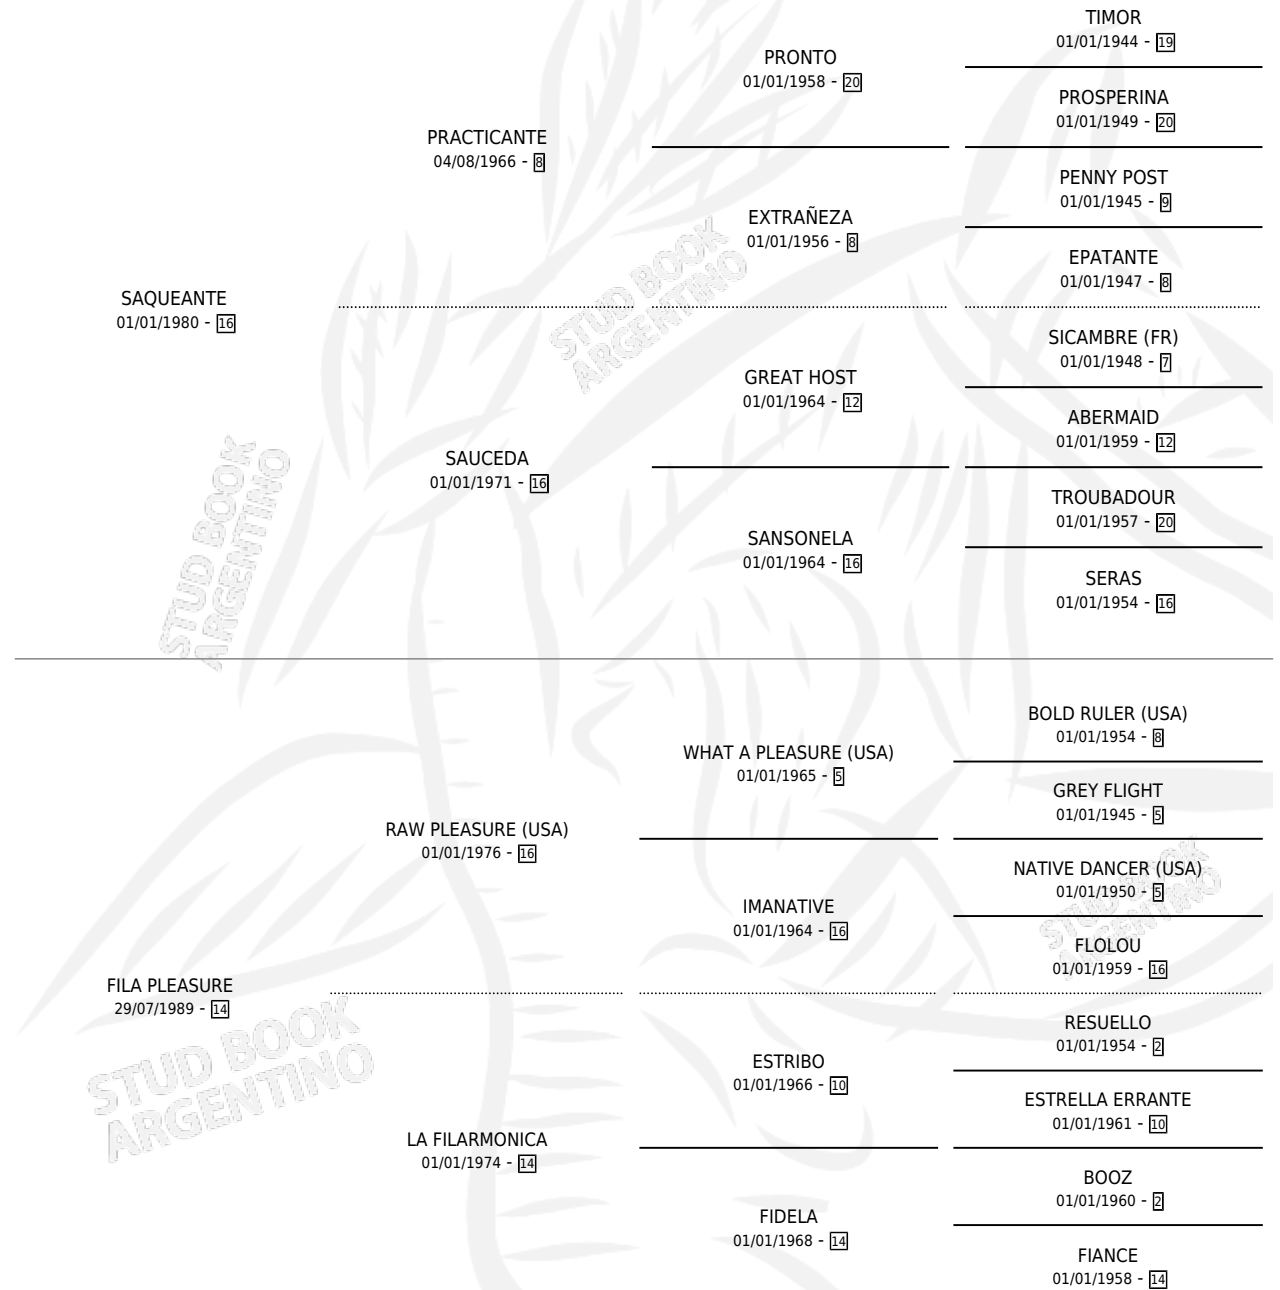 TIMOR
01/01/1944 - 19
PRONTO
01/01/1958 - 20
PROSPERINA
01/01/1949 - 20
PRACTICANTE
04/08/1966 - 8
PENNY POST
01/01/1945 - 9
EXTRAÑEZA
01/01/1956 - 8
EPATANTE
01/01/1947 - 8
SAQUEANTE
01/01/1980 - 16
SICAMBRE (FR)
01/01/1948 - 7
GREAT HOST
01/01/1964 - 12
ABERMAID
01/01/1959 - 12
SAUCEDA
01/01/1971 - 16
TROUBADOUR
01/01/1957 - 20
SANSONELA
01/01/1964 - 16
SERAS
01/01/1954 - 16
BOLD RULER (USA)
01/01/1954 - 8
WHAT A PLEASURE (USA)
01/01/1965 - 5
GREY FLIGHT
01/01/1945 - 5
RAW PLEASURE (USA)
01/01/1976 - 16
NATIVE DANCER (USA)
01/01/1950 - 5
IMANATIVE
01/01/1964 - 16
FLOLOU
01/01/1959 - 16
FILA PLEASURE
29/07/1989 - 14
RESUELLO
01/01/1954 - 2
ESTRIBO
01/01/1966 - 10
ESTRELLA ERRANTE
01/01/1961 - 10
LA FILARMONICA
01/01/1974 - 14
BOOZ
01/01/1960 - 2
FIDELA
01/01/1968 - 14
FIANCE
01/01/1958 - 14
STUD BOOK
ARGENTINO
STUD BOOK
ARGENTINO
STUD BOOK
ARGENTINO
STUD BOOK
ARGENTINO